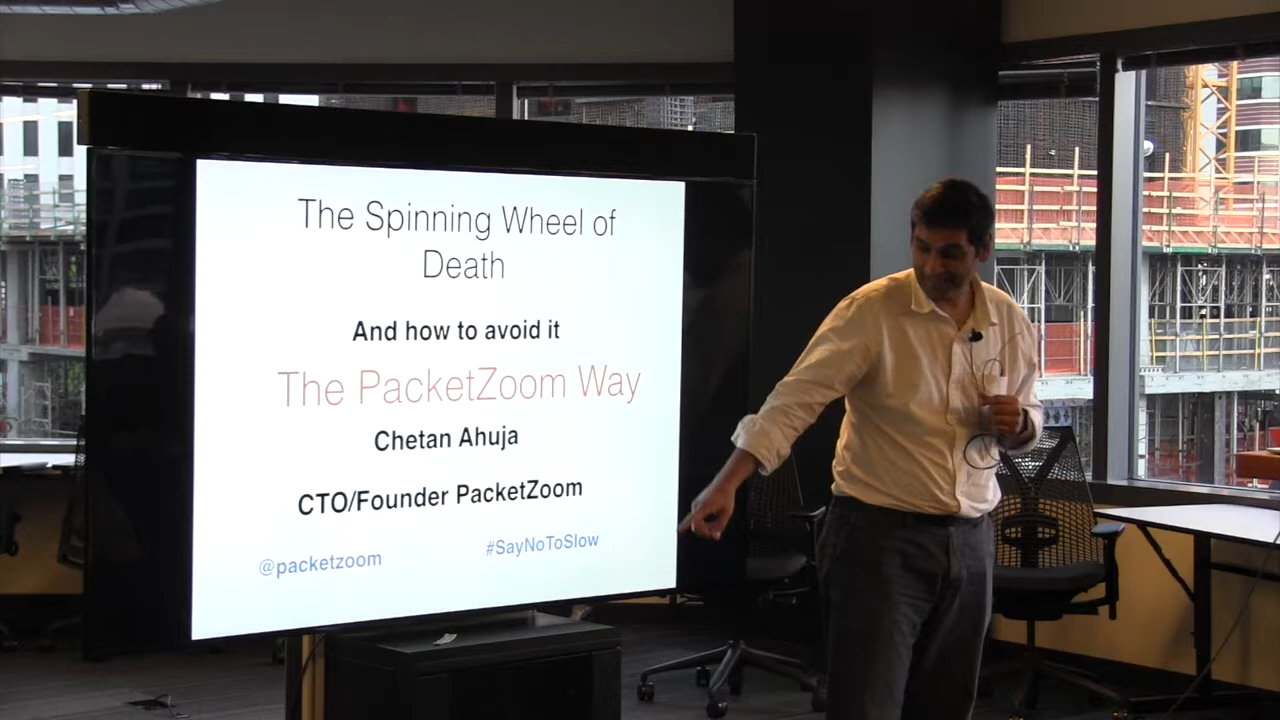 The Spinning Wheel of
Death
And how to avoid it
The PacketZoom Way
Chetan Ahuja
CTO/Founder PacketZoom
@packetzoom
#SayNoToSlow